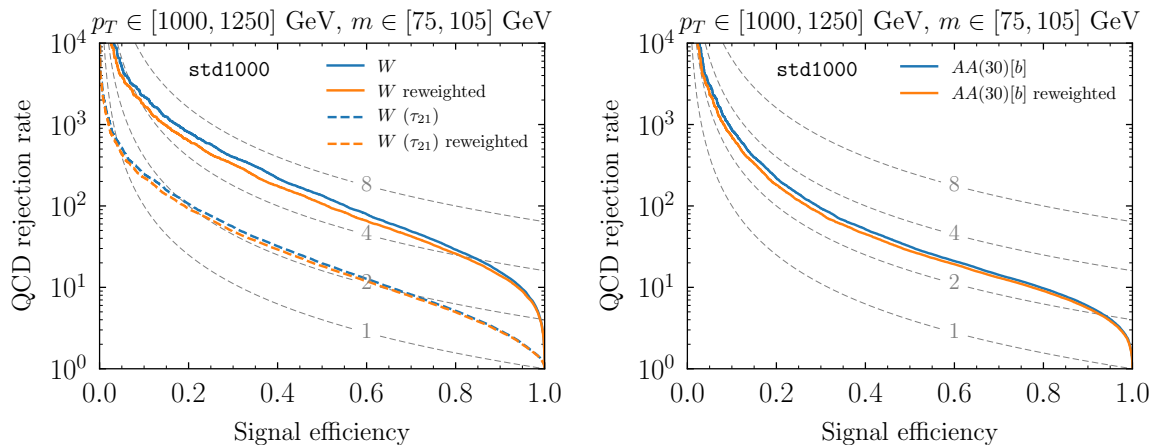 p_T ∈ [1000, 1250] GeV, m ∈ [75, 105] GeV
10^4
10^3
10^2
10^1
10^0
QCD rejection rate
std1000
W
W reweighted
W (τ_21)
W (τ_21) reweighted
8
4
2
1
0.0 0.2 0.4 0.6 0.8 1.0
Signal efficiency
p_T ∈ [1000, 1250] GeV, m ∈ [75, 105] GeV
10^4
10^3
10^2
10^1
10^0
QCD rejection rate
std1000
AA(30)[b]
AA(30)[b] reweighted
8
4
2
1
0.0 0.2 0.4 0.6 0.8 1.0
Signal efficiency